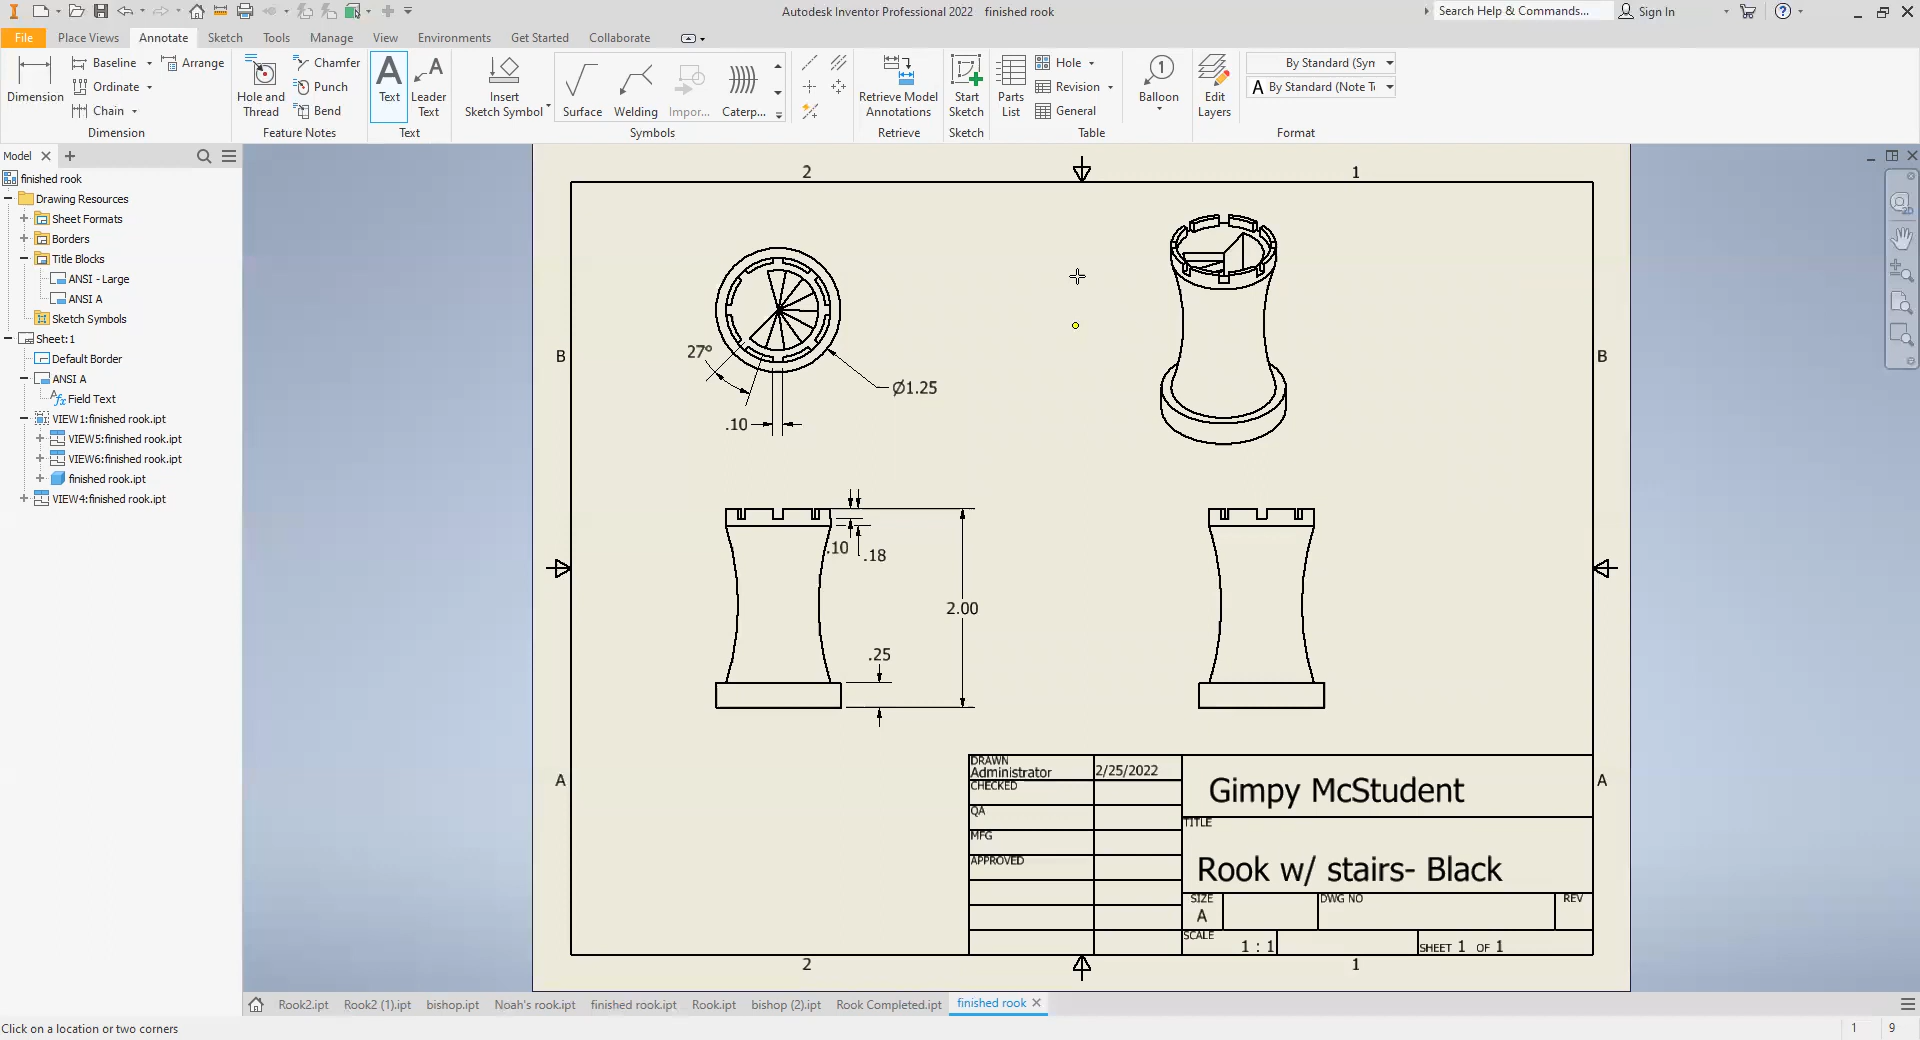 Autodesk Inventor Professional 2022 finished rook
Search Help & Commands...
Sign In
File
Place Views
Annotate
Sketch
Tools
Manage
View
Environments
Get Started
Collaborate
Dimension
Baseline
Ordinate
Chain
Arrange
Dimension
Hole and Thread
Chamfer
Punch
Bend
Feature Notes
Text
Leader Text
Text
Insert Sketch Symbol
Surface
Welding
Impor...
Caterp...
Symbols
Retrieve Model Annotations
Retrieve
Start Sketch
Sketch
Parts List
Hole
Revision
General
Table
Balloon
Edit Layers
By Standard (Syn
By Standard (Note T
Format
Model
finished rook
Drawing Resources
Sheet Formats
Borders
Title Blocks
ANSI - Large
ANSI A
Sketch Symbols
Sheet:1
Default Border
ANSI A
Field Text
VIEW1:finished rook.ipt
VIEW5:finished rook.ipt
VIEW6:finished rook.ipt
finished rook.ipt
VIEW4:finished rook.ipt
2
1
B
B
27°
Ø1.25
.10
.10
.18
2.00
.25
A
A
DRAWN
Administrator
2/25/2022
CHECKED
QA
MFG
APPROVED
Gimpy McStudent
TITLE
Rook w/ stairs- Black
SIZE
A
DWG NO
REV
SCALE
1 : 1
SHEET 1 OF 1
2
1
Rook2.ipt
Rook2 (1).ipt
bishop.ipt
Noah's rook.ipt
finished rook.ipt
Rook.ipt
bishop (2).ipt
Rook Completed.ipt
finished rook
Click on a location or two corners
1
9